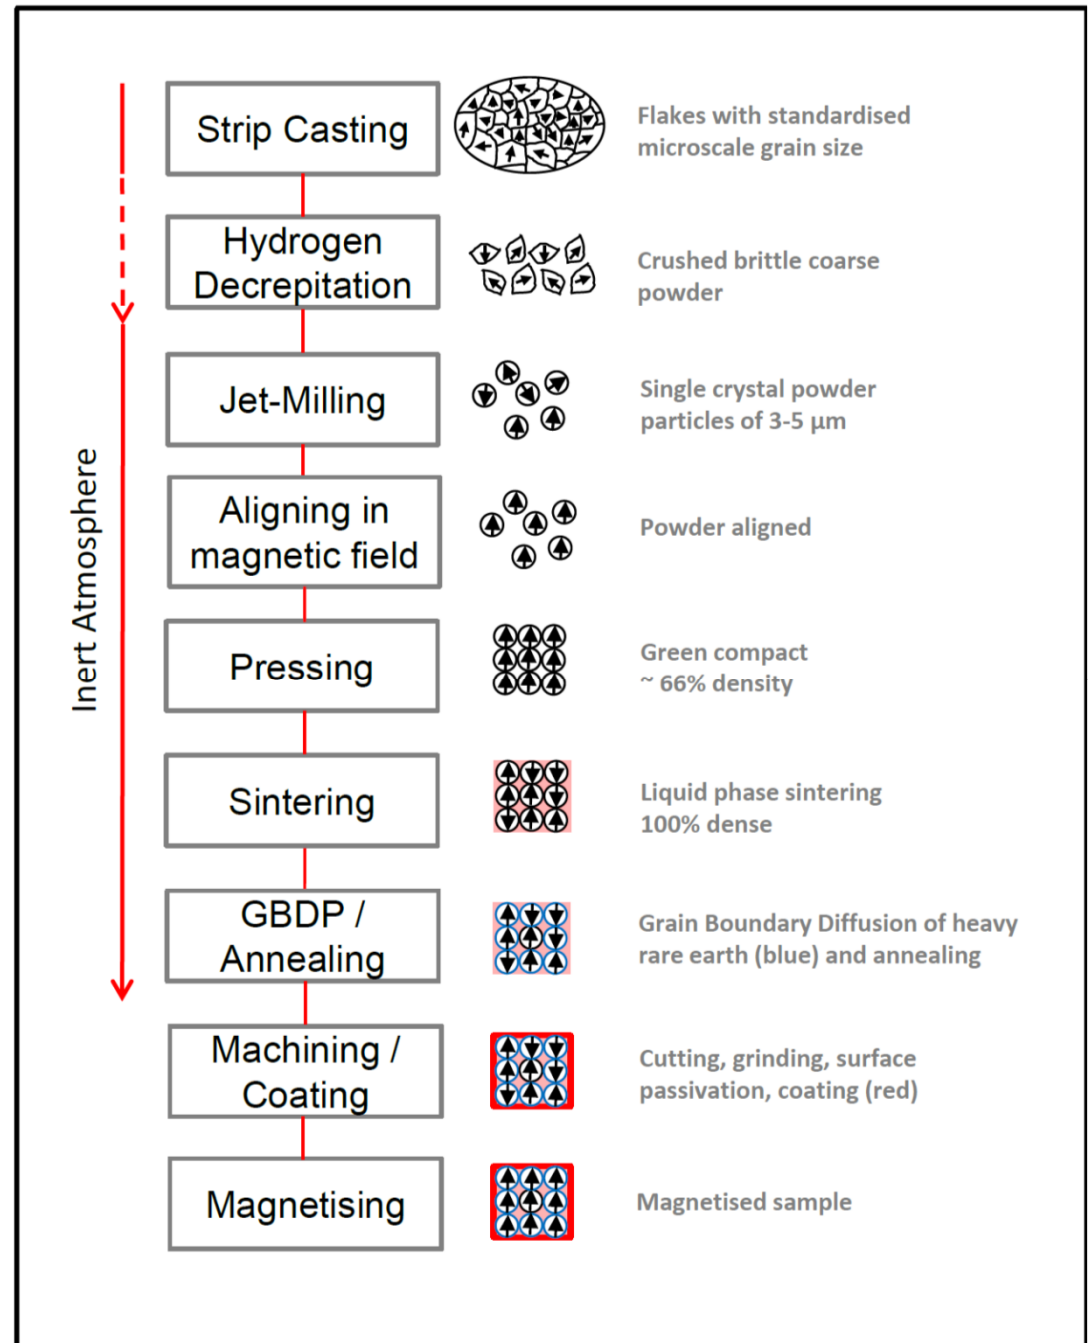 Strip Casting
Flakes with standardised
microscale grain size
Hydrogen
Decrepitation
Crushed brittle coarse
powder
Jet-Milling
Single crystal powder
particles of 3-5 µm
Inert Atmosphere
Aligning in
magnetic field
Powder aligned
Pressing
Green compact
~ 66% density
Sintering
Liquid phase sintering
100% dense
GBDP /
Annealing
Grain Boundary Diffusion of heavy
rare earth (blue) and annealing
Machining /
Coating
Cutting, grinding, surface
passivation, coating (red)
Magnetising
Magnetised sample